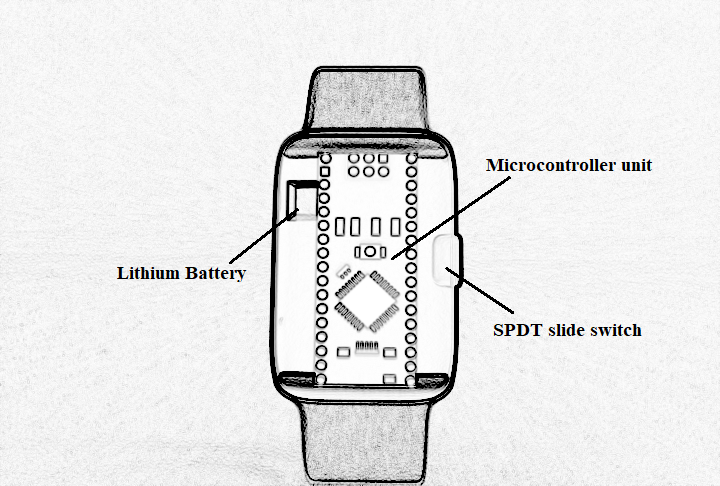 Microcontroller unit
Lithium Battery
SPDT slide switch